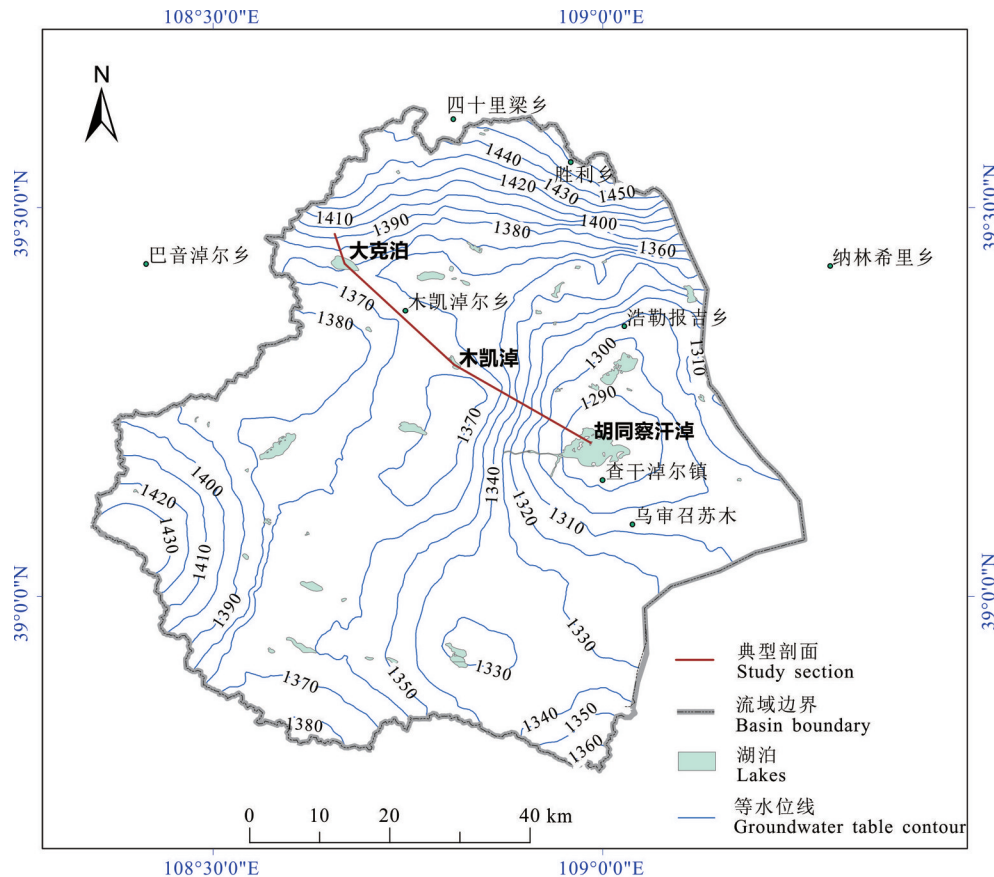 108°30'0"E
109°0'0"E
N
四十里梁乡
1440
胜利乡
1420
1430
1450
39°30'0"N
39°30'0"N
1410
1390
1400
1380
1360
巴音淖尔乡
大克泊
纳林希里乡
1370
木凯淖尔乡
1380
浩勒报吉乡
1300
1310
木凯淖
1290
1370
胡同察汗淖
1400
1340
查干淖尔镇
1420
1320
1310
乌审召苏木
1430
1410
39°0'0"N
39°0'0"N
1390
1330
1330
1370
1350
典型剖面
Study section
1380
1340
1350
1360
流域边界
Basin boundary
湖泊
Lakes
等水位线
Groundwater table contour
0 10 20 40 km
108°30'0"E
109°0'0"E